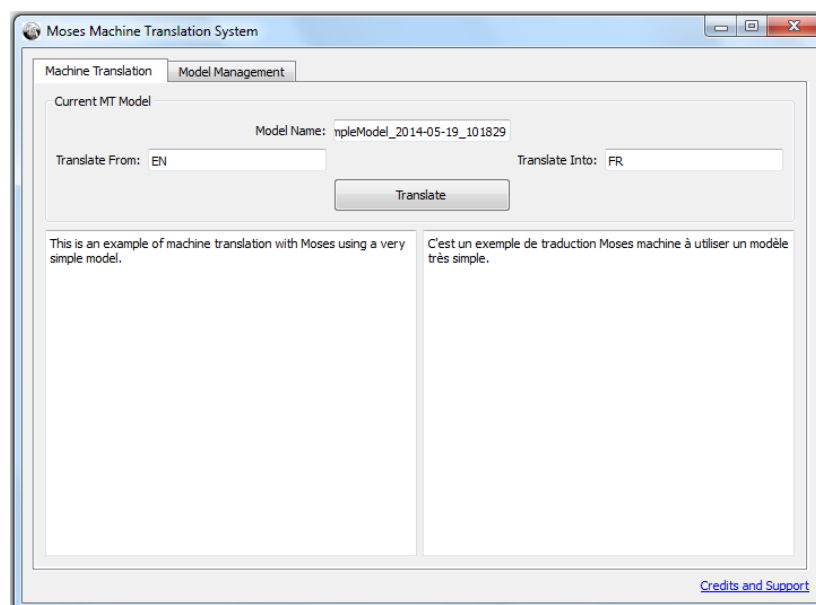 Moses Machine Translation System
Machine Translation
Model Management
Current MT Model
Model Name: mpleModel_2014-05-19_101829
Translate From: EN
Translate Into: FR
Translate
This is an example of machine translation with Moses using a very
simple model.
C'est un exemple de traduction Moses machine à utiliser un modèle
très simple.
Credits and Support